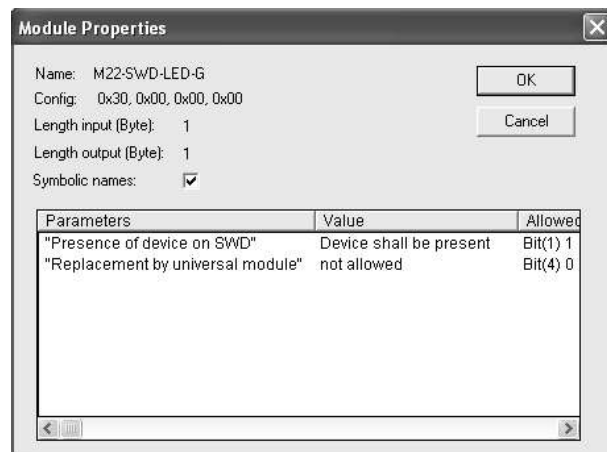 Module Properties
Name: M22-SWD-LED-G
OK
Config: 0x30, 0x00, 0x00, 0x00
Length input (Byte): 1
Cancel
Length output (Byte): 1
Symbolic names:
Parameters Value Allowed
"Presence of device on SWD" Device shall be present Bit(1) 1
"Replacement by universal module" not allowed Bit(4) 0